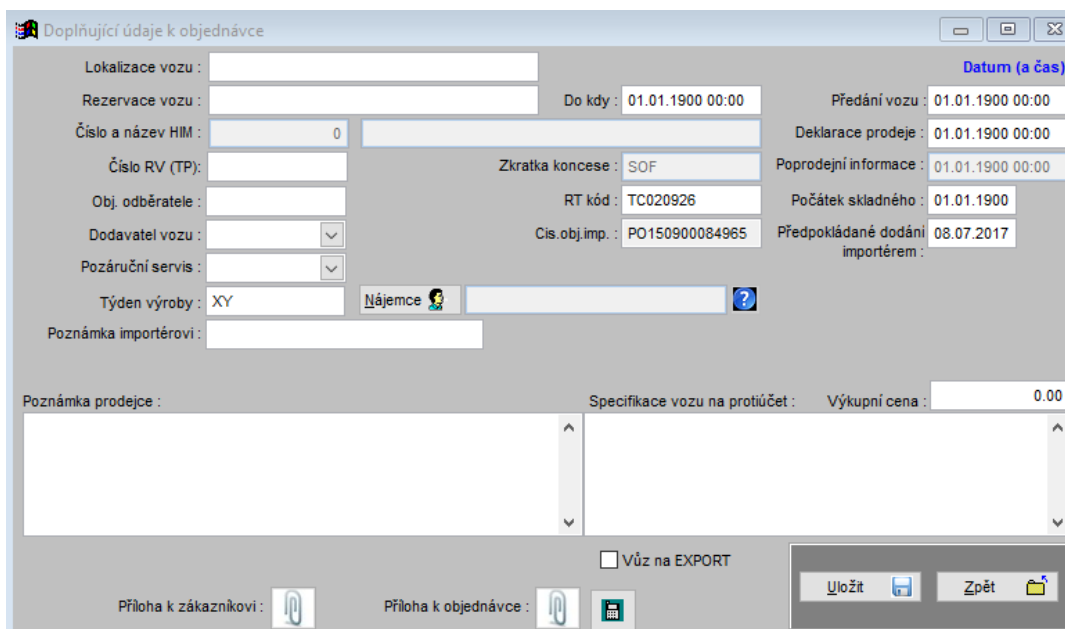 Doplňující údaje k objednávce
Lokalizace vozu : Datum (a čas)
Rezervace vozu : Do kdy : 01.01.1900 00:00 Předání vozu : 01.01.1900 00:00
Číslo a název HIM : 0 Deklarace prodeje : 01.01.1900 00:00
Číslo RV (TP): Zkratka koncese : SOF Poprodejní informace : 01.01.1900 00:00
Obj. odběratele : RT kód : TC020926 Počátek skladného : 01.01.1900
Dodavatel vozu : Cis.obj.imp. : PO150900084965 Předpokládané dodání importérem : 08.07.2017
Pozáruční servis :
Týden výroby : XY Nájemce ?
Poznámka importérovi :
Poznámka prodejce : Specifikace vozu na protiúčet : Výkupní cena : 0.00
Vůz na EXPORT
Uložit Zpět
Příloha k zákazníkovi : Příloha k objednávce :